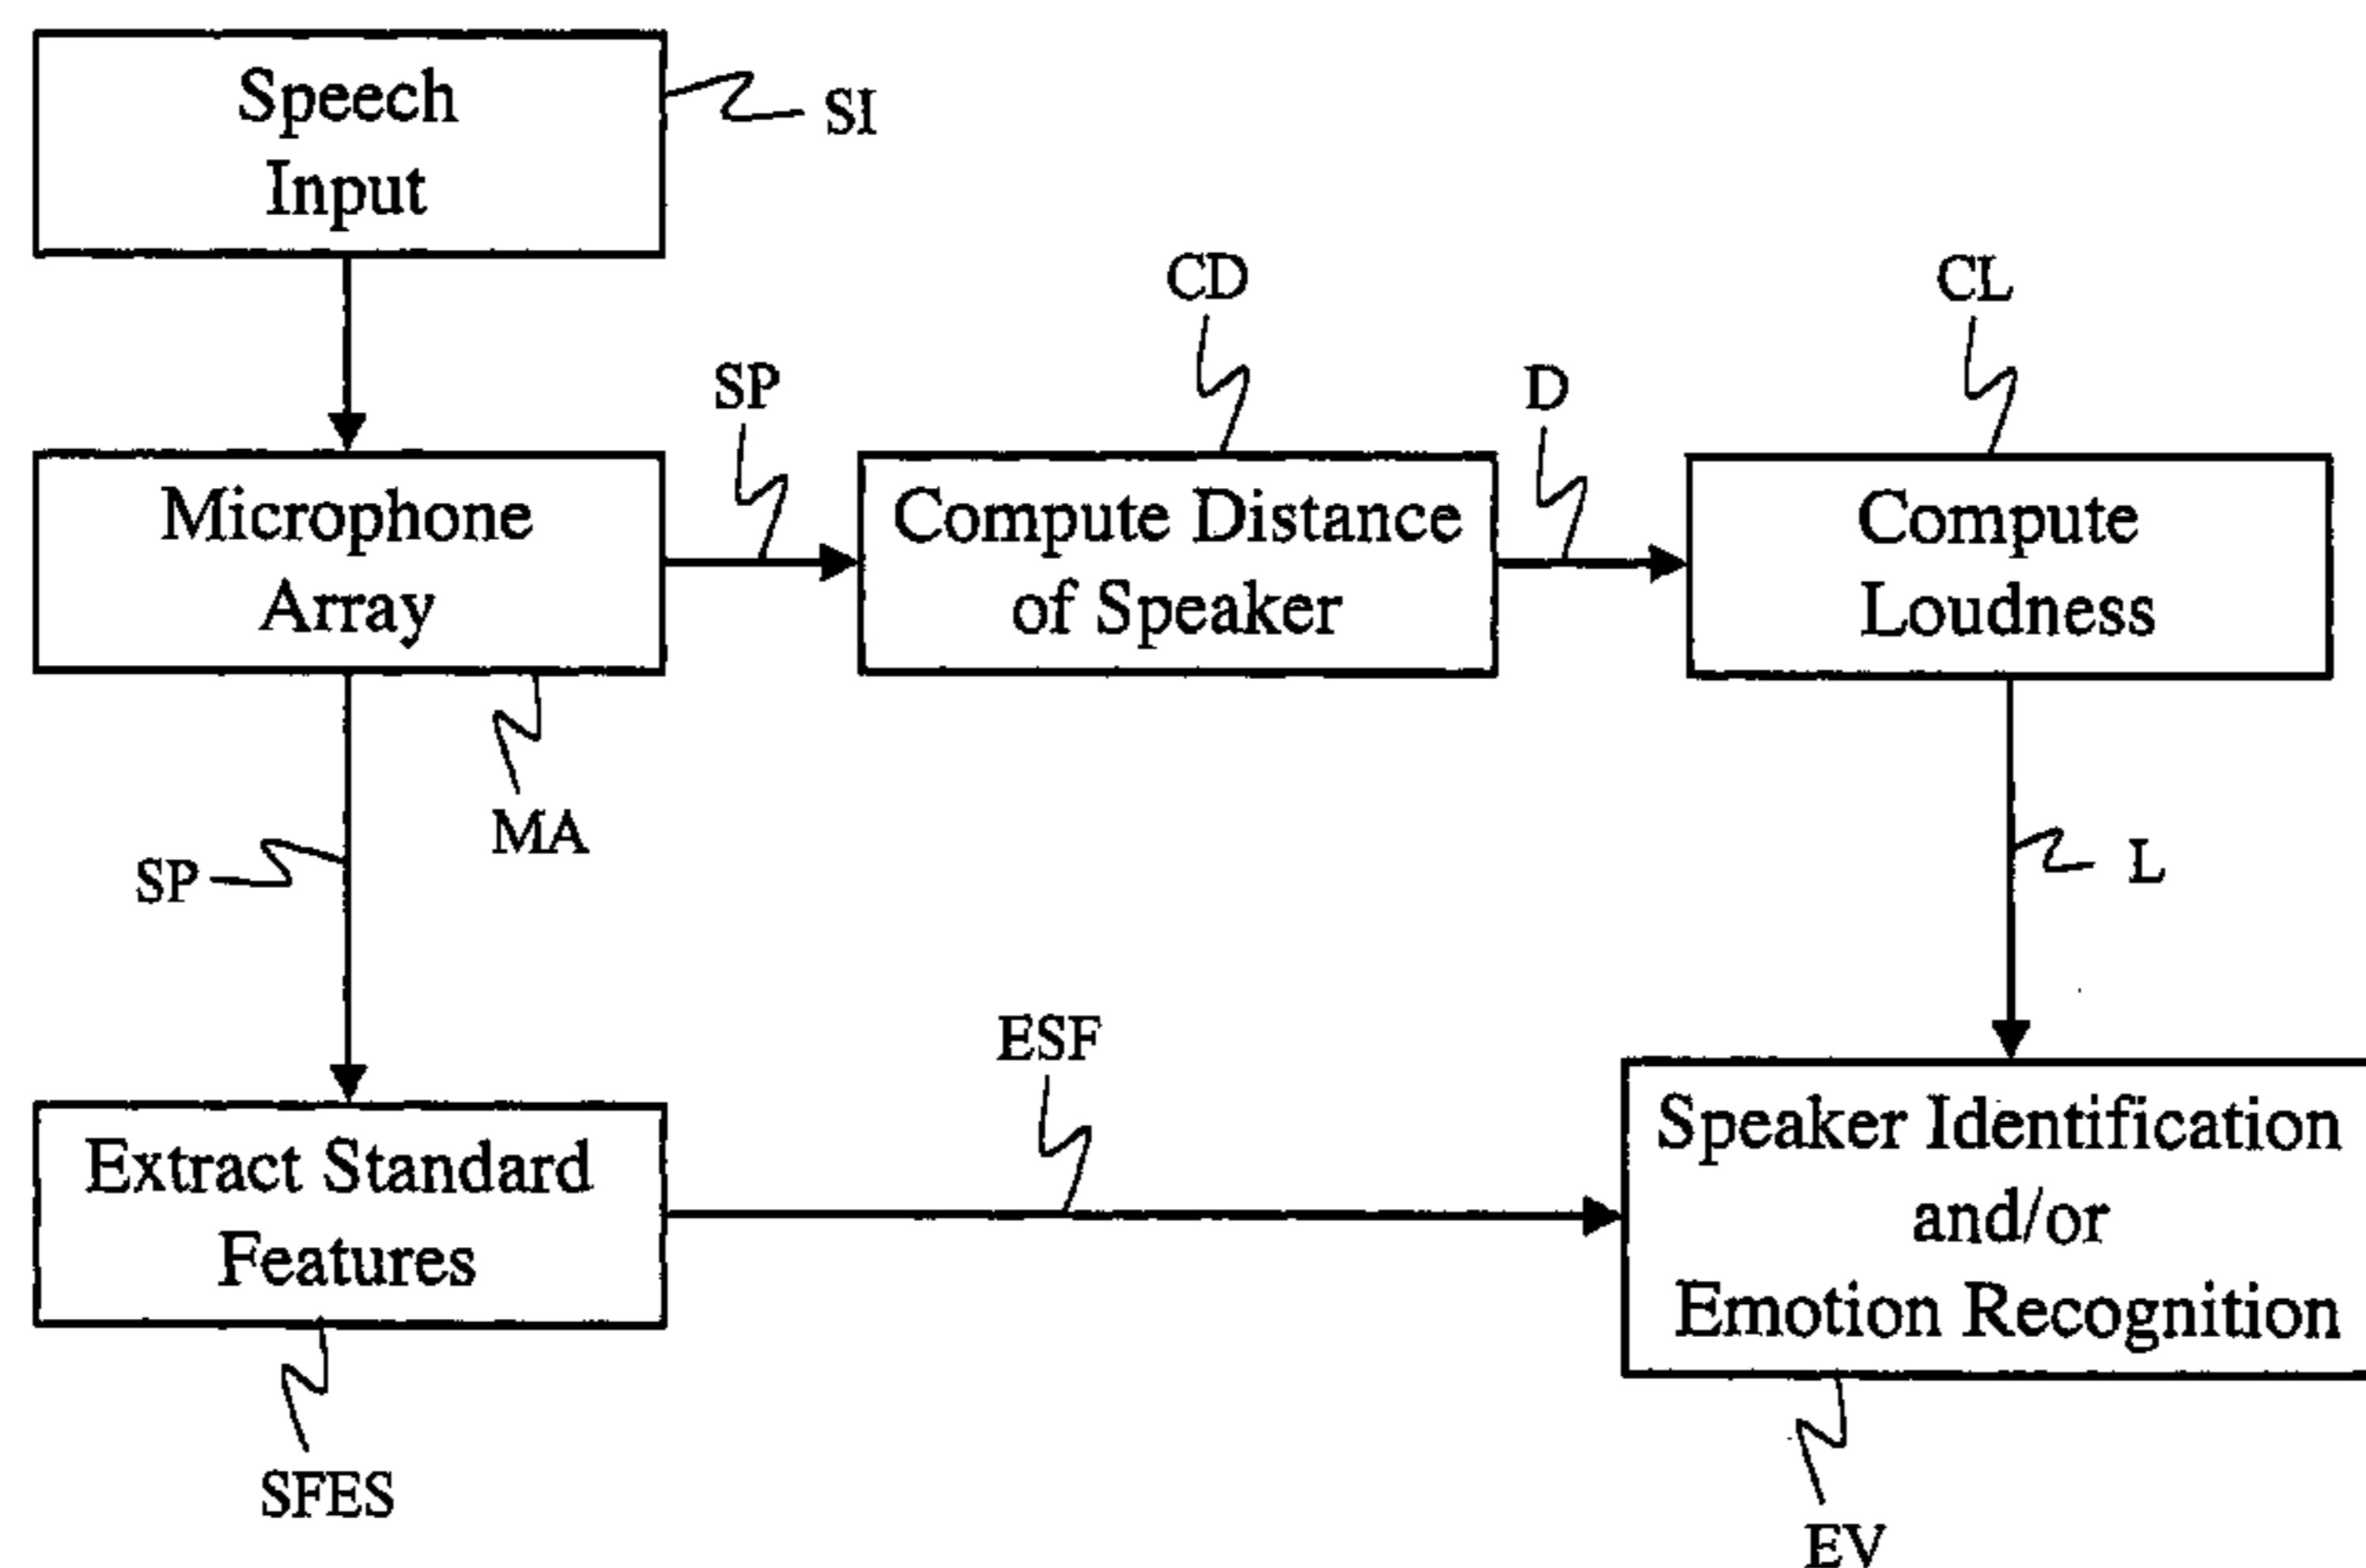 Speech
Input
SI
CD
CL
SP
D
Microphone
Array
Compute Distance
of Speaker
Compute
Loudness
MA
SP
L
ESF
Extract Standard
Features
Speaker Identification
and/or
Emotion Recognition
SFES
EV